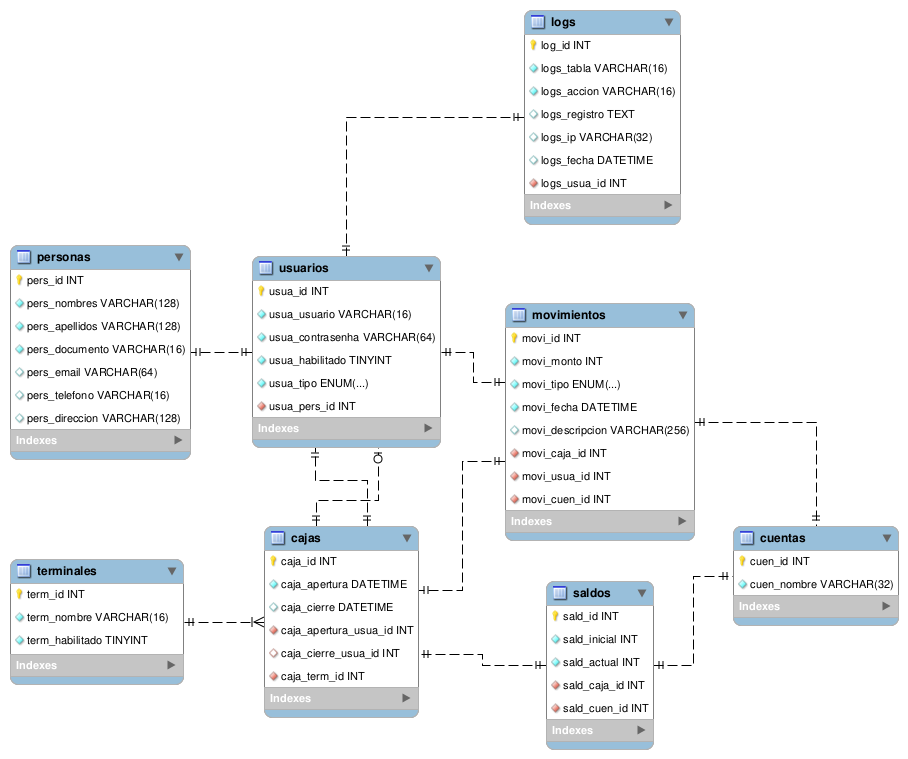 logs
log_id INT
logs_tabla VARCHAR(16)
logs_accion VARCHAR(16)
logs_registro TEXT
logs_ip VARCHAR(32)
logs_fecha DATETIME
logs_usua_id INT
Indexes
personas
pers_id INT
pers_nombres VARCHAR(128)
pers_apellidos VARCHAR(128)
pers_documento VARCHAR(16)
pers_email VARCHAR(64)
pers_telefono VARCHAR(16)
pers_direccion VARCHAR(128)
Indexes
usuarios
usua_id INT
usua_usuario VARCHAR(16)
usua_contrasenha VARCHAR(64)
usua_habilitado TINYINT
usua_tipo ENUM(...)
usua_pers_id INT
Indexes
movimientos
movi_id INT
movi_monto INT
movi_tipo ENUM(...)
movi_fecha DATETIME
movi_descripcion VARCHAR(256)
movi_caja_id INT
movi_usua_id INT
movi_cuen_id INT
Indexes
terminales
term_id INT
term_nombre VARCHAR(16)
term_habilitado TINYINT
Indexes
cajas
caja_id INT
caja_apertura DATETIME
caja_cierre DATETIME
caja_apertura_usua_id INT
caja_cierre_usua_id INT
caja_term_id INT
Indexes
saldos
sald_id INT
sald_inicial INT
sald_actual INT
sald_caja_id INT
sald_cuen_id INT
Indexes
cuentas
cuen_id INT
cuen_nombre VARCHAR(32)
Indexes